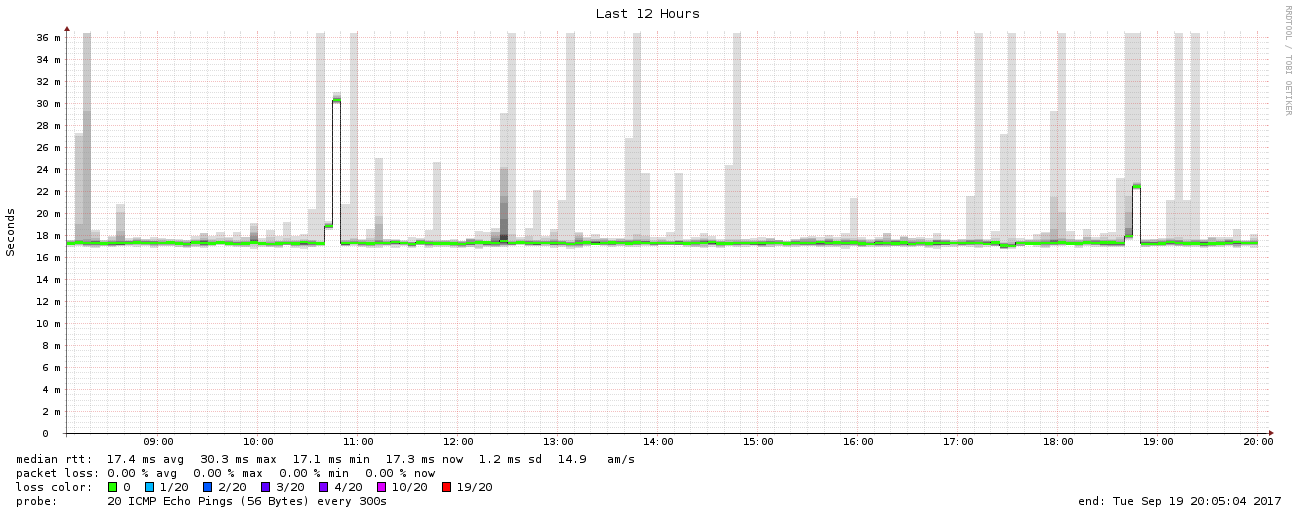 Last 12 Hours
RRDTOOL / TOBI OETIKER
Seconds
36 m
34 m
32 m
30 m
28 m
26 m
24 m
22 m
20 m
18 m
16 m
14 m
12 m
10 m
8 m
6 m
4 m
2 m
0
09:00 10:00 11:00 12:00 13:00 14:00 15:00 16:00 17:00 18:00 19:00 20:00
median rtt: 17.4 ms avg 30.3 ms max 17.1 ms min 17.3 ms now 1.2 ms sd 14.9 am/s
packet loss: 0.00 % avg 0.00 % max 0.00 % min 0.00 % now
loss color: 0 1/20 2/20 3/20 4/20 10/20 19/20
probe: 20 ICMP Echo Pings (56 Bytes) every 300s
end: Tue Sep 19 20:05:04 2017